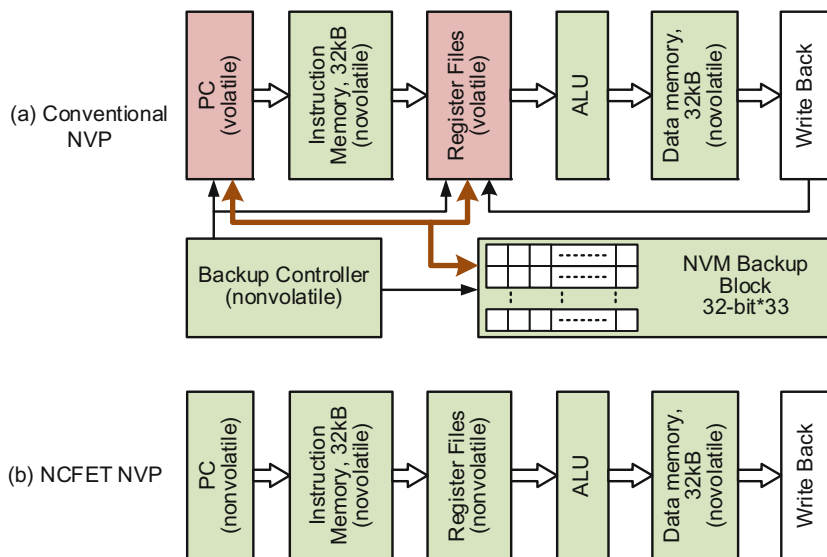 (a) Conventional
NVP
PC
(volatile)
Instruction
Memory, 32kB
(novolatile)
Register Files
(volatile)
ALU
Data memory,
32kB
(novolatile)
Write Back
Backup Controller
(nonvolatile)
NVM Backup
Block
32-bit*33
(b) NCFET NVP
PC
(nonvolatile)
Instruction
Memory, 32kB
(novolatile)
Register Files
(nonvolatile)
ALU
Data memory,
32kB
(novolatile)
Write Back